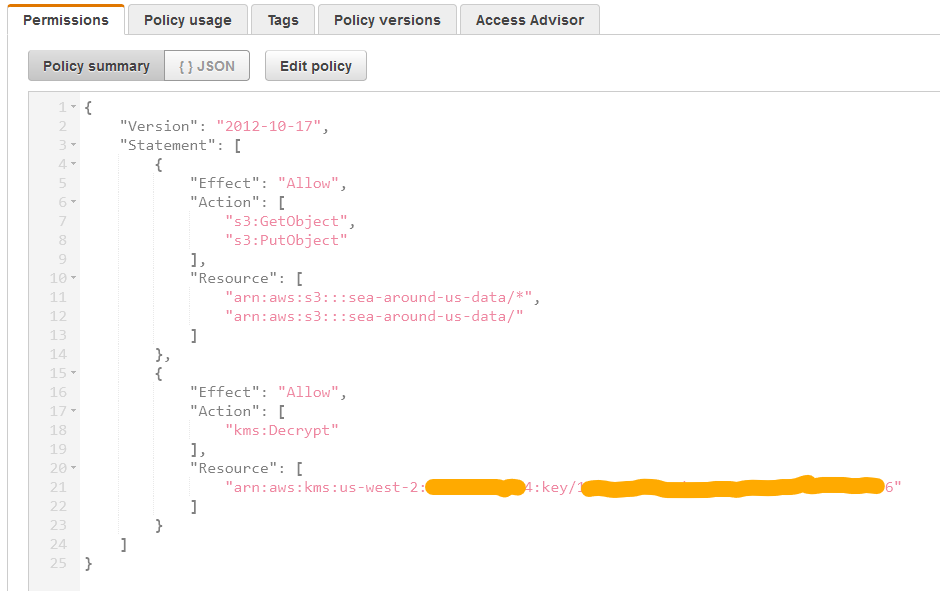 Permissions Policy usage Tags Policy versions Access Advisor
Policy summary { } JSON Edit policy
1 {
2 "Version": "2012-10-17",
3 "Statement": [
4 {
5 "Effect": "Allow",
6 "Action": [
7 "s3:GetObject",
8 "s3:PutObject"
9 ],
10 "Resource": [
11 "arn:aws:s3:::sea-around-us-data/*",
12 "arn:aws:s3:::sea-around-us-data/"
13 ]
14 },
15 {
16 "Effect": "Allow",
17 "Action": [
18 "kms:Decrypt"
19 ],
20 "Resource": [
21 "arn:aws:kms:us-west-2: 4:key/1 6"
22 ]
23 }
24 ]
25 }